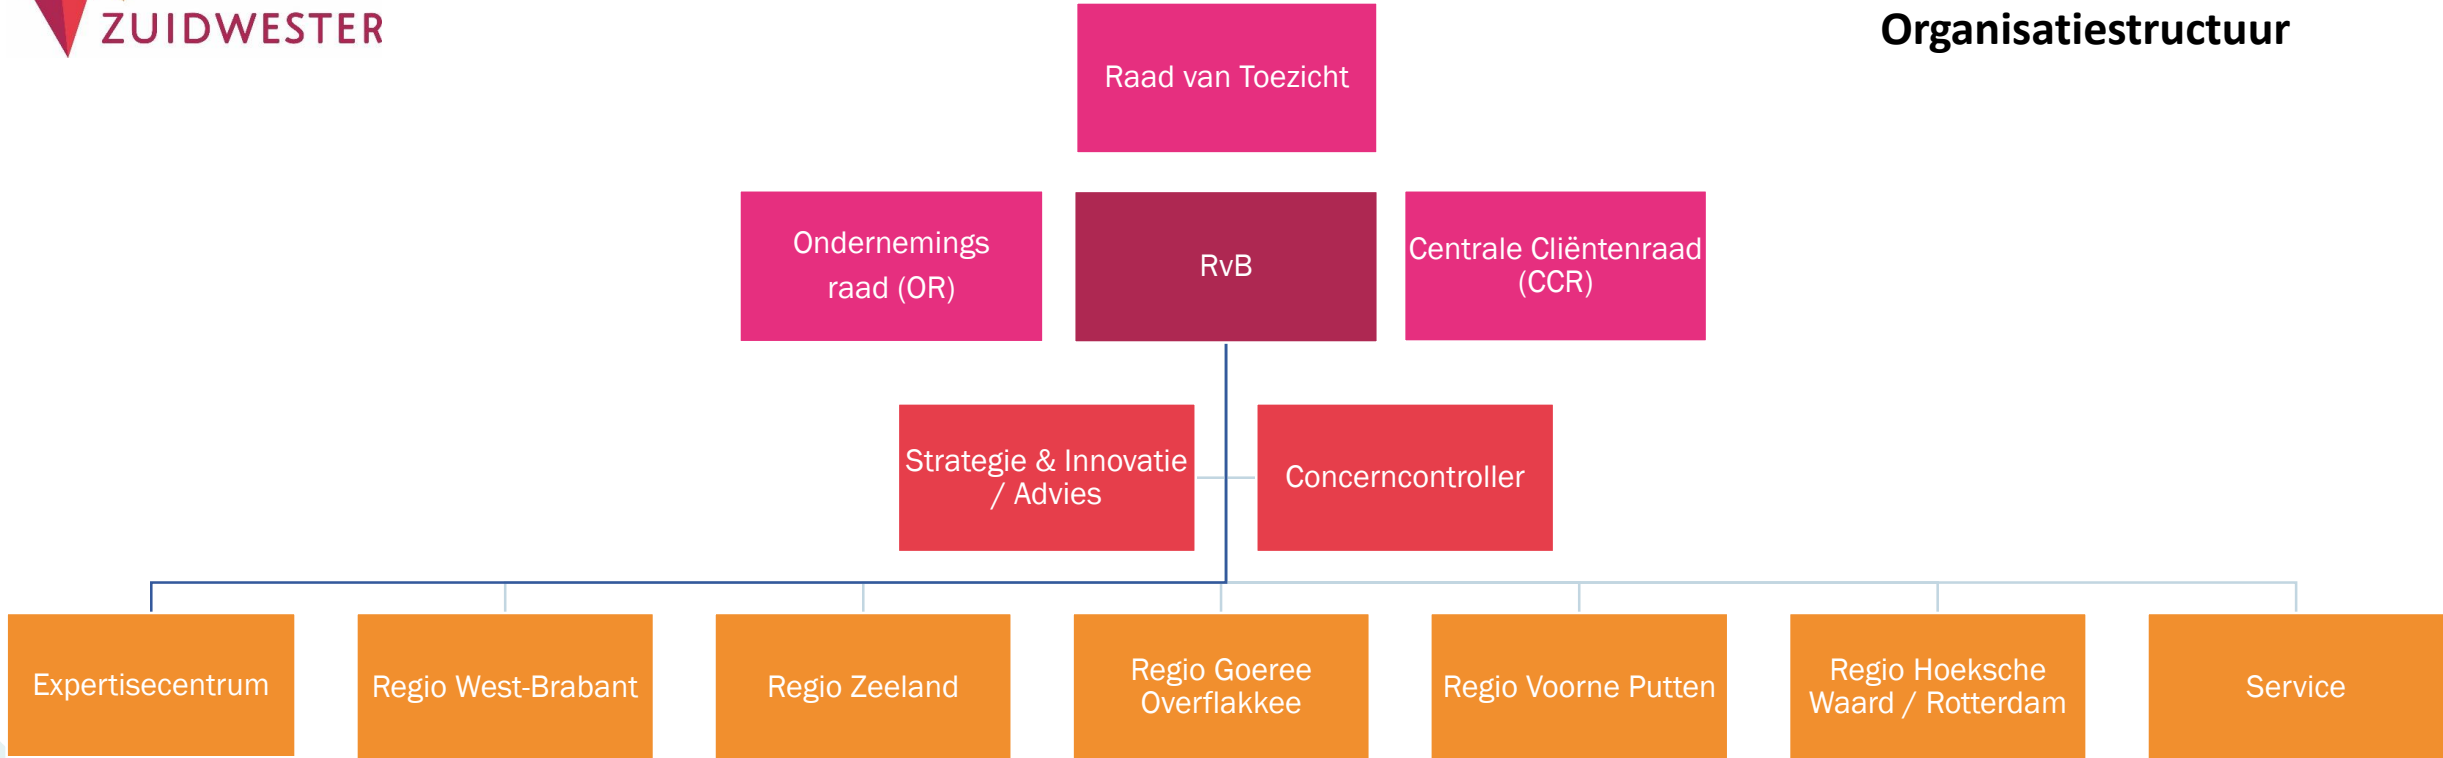 ZUIDWESTER
Organisatiestructuur
Raad van Toezicht
Ondernemings
raad (OR)
RvB
Centrale Cliëntenraad
(CCR)
Strategie & Innovatie
/ Advies
Concerncontroller
Expertisecentrum
Regio West-Brabant
Regio Zeeland
Regio Goeree
Overflakkee
Regio Voorne Putten
Regio Hoeksche
Waard / Rotterdam
Service